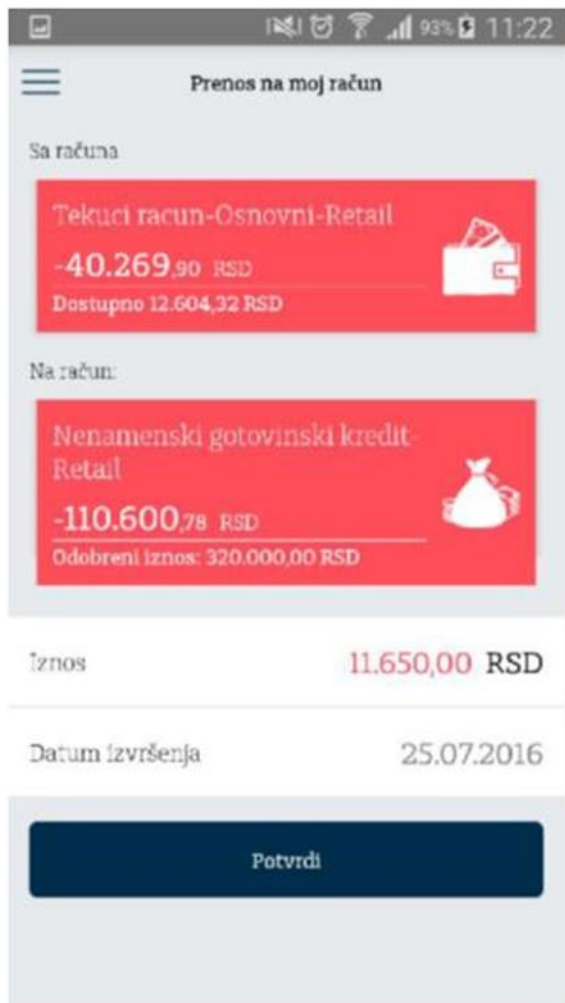 93% 11:22
Prenos na moj račun
Sa računa
Tekuci racun-Osnovni-Retail
-40.269,90 RSD
Dostupno 12.604,32 RSD
Na račun:
Nenamenski gotovinski kredit-
Retail
-110.600,78 RSD
Odobreni iznos: 320.000,00 RSD
Iznos 11.650,00 RSD
Datum izvršenja 25.07.2016
Potvrdi